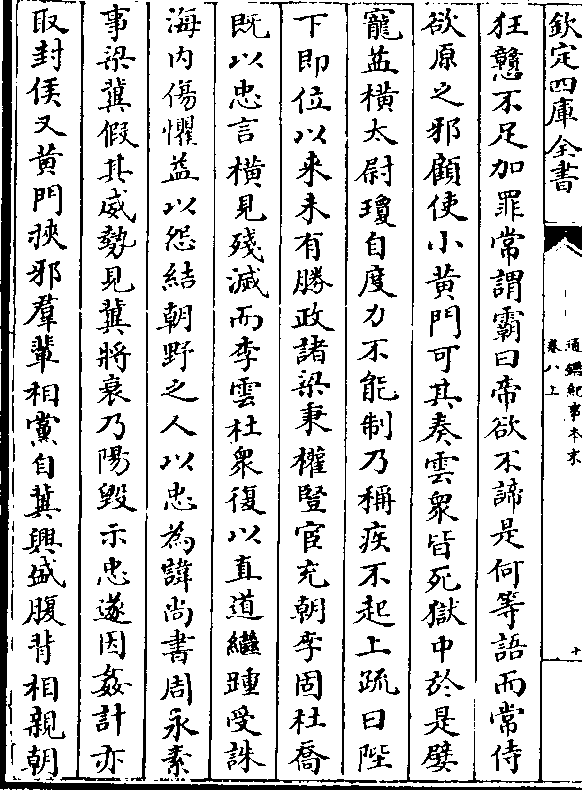 欽定四庫全書
通鑑紀事本末
卷八上
十
狂戇不足加罪常謂霸曰帝欲不諦是何等語而常侍
欲原之邪顧使小黃門可其奏雲衆皆死獄中於是嬖
寵益橫太尉瓊自度力不能制乃稱疾不起上疏曰陛
下即位以來未有勝政諸梁秉權豎宦充朝李固杜喬
既以忠言橫見殘滅而李雲杜衆復以直道繼踵受誅
海内傷懼益以怨結朝野之人以忠為諱尚書周永素
事梁冀假其威勢見冀將衰乃陽毀示忠遂因姦計亦
取封侯又黃門挾邪羣輩相黨自冀興盛腹背相親朝